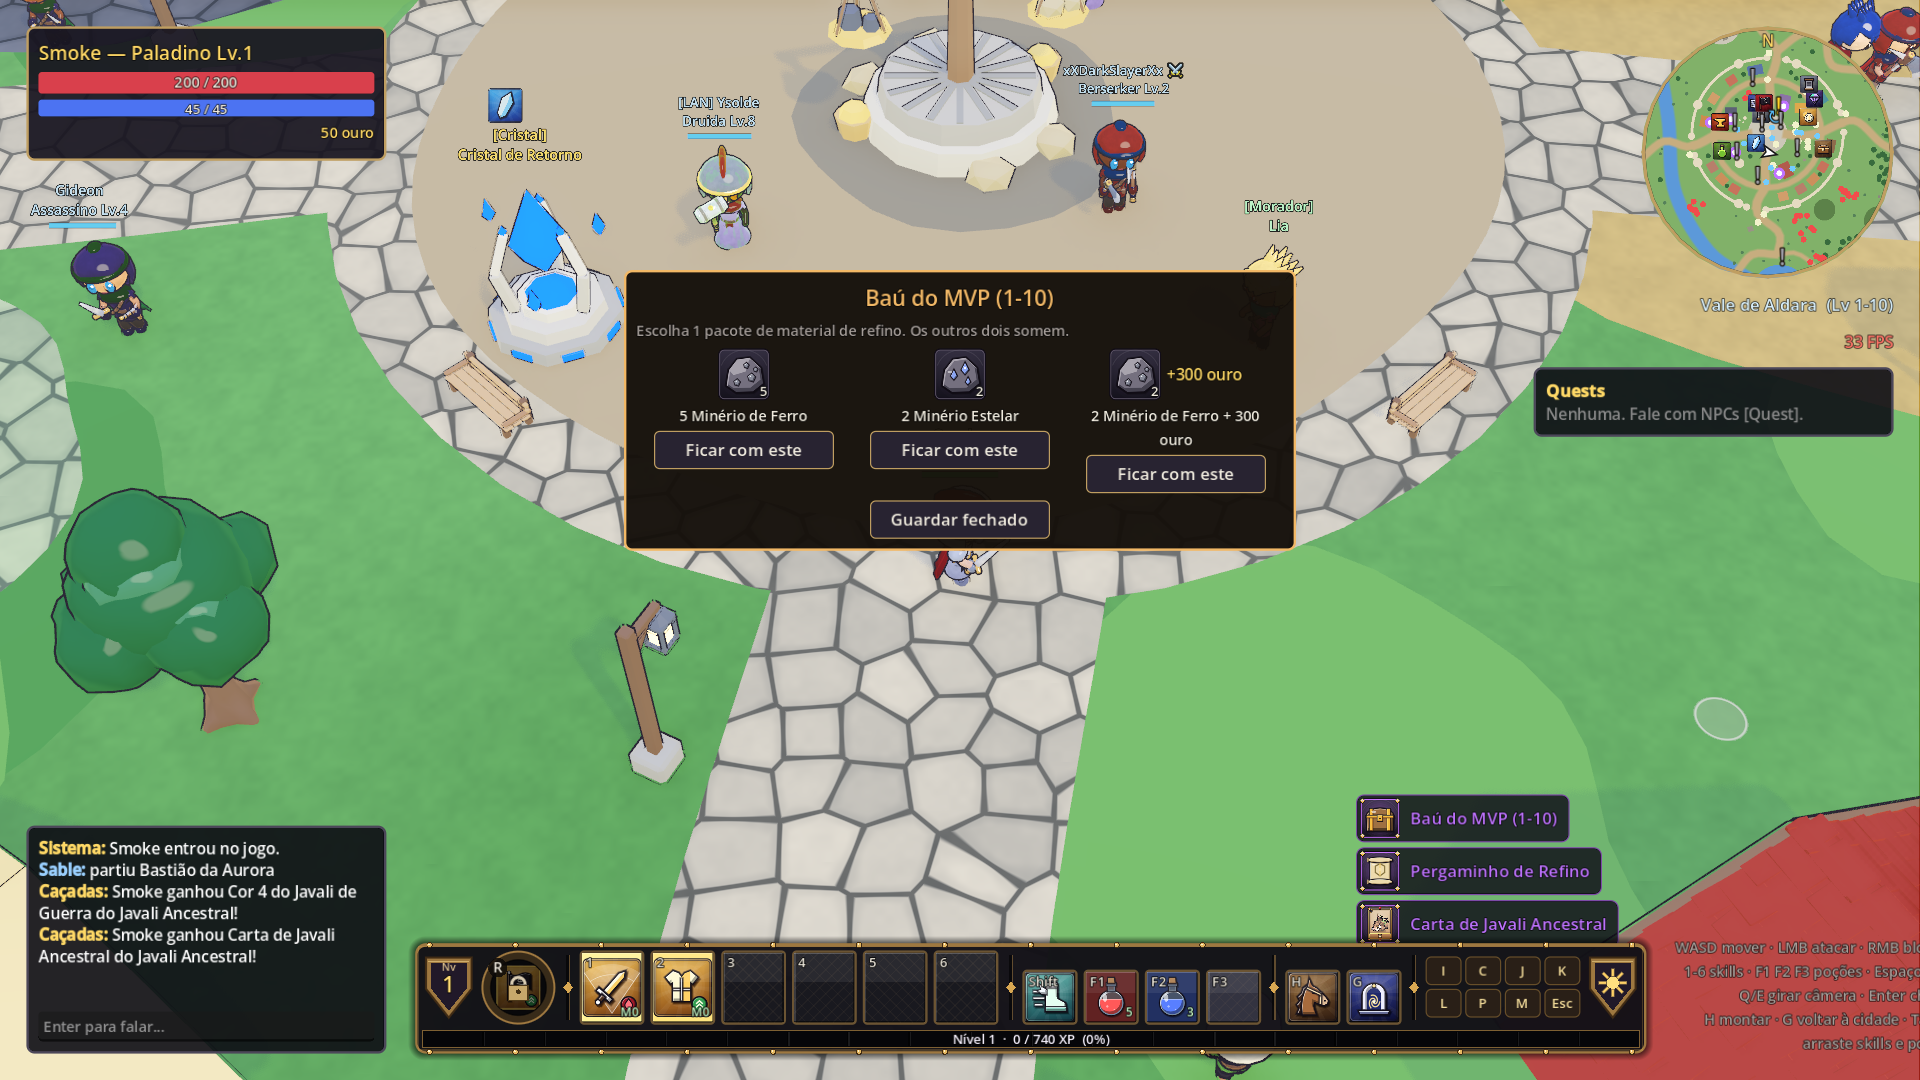 Smoke — Paladino Lv.1
200 / 200
45 / 45
50 ouro
[Cristal]
Cristal de Retorno
[LAN] Ysolde
Druida Lv.8
xXDarkSlayerXx
Berserker Lv.2
Gideon
Assassino Lv.4
[Morador]
Lia
N
Vale de Aldara (Lv 1-10)
33 FPS
Quests
Nenhuma. Fale com NPCs [Quest].
Baú do MVP (1-10)
Escolha 1 pacote de material de refino. Os outros dois somem.
5
2
2
+300 ouro
5 Minério de Ferro
2 Minério Estelar
2 Minério de Ferro + 300
ouro
Ficar com este
Ficar com este
Ficar com este
Guardar fechado
Baú do MVP (1-10)
Pergaminho de Refino
Carta de Javali Ancestral
Sistema: Smoke entrou no jogo.
Sable: partiu Bastião da Aurora
Caçadas: Smoke ganhou Cor 4 do Javali de
Guerra do Javali Ancestral!
Caçadas: Smoke ganhou Carta de Javali
Ancestral do Javali Ancestral!
Enter para falar...
Nv
1
R
1
M0
2
M0
3
4
5
6
Shift
F1
5
F2
3
F3
H
G
I
C
J
K
L
P
M
Esc
Nível 1 · 0 / 740 XP (0%)
WASD mover · LMB atacar · RMB
1-6 skills · F1 F2 F3 poções ·
Q/E girar câmera · Enter
H montar · G voltar à cidade ·
arraste skills e